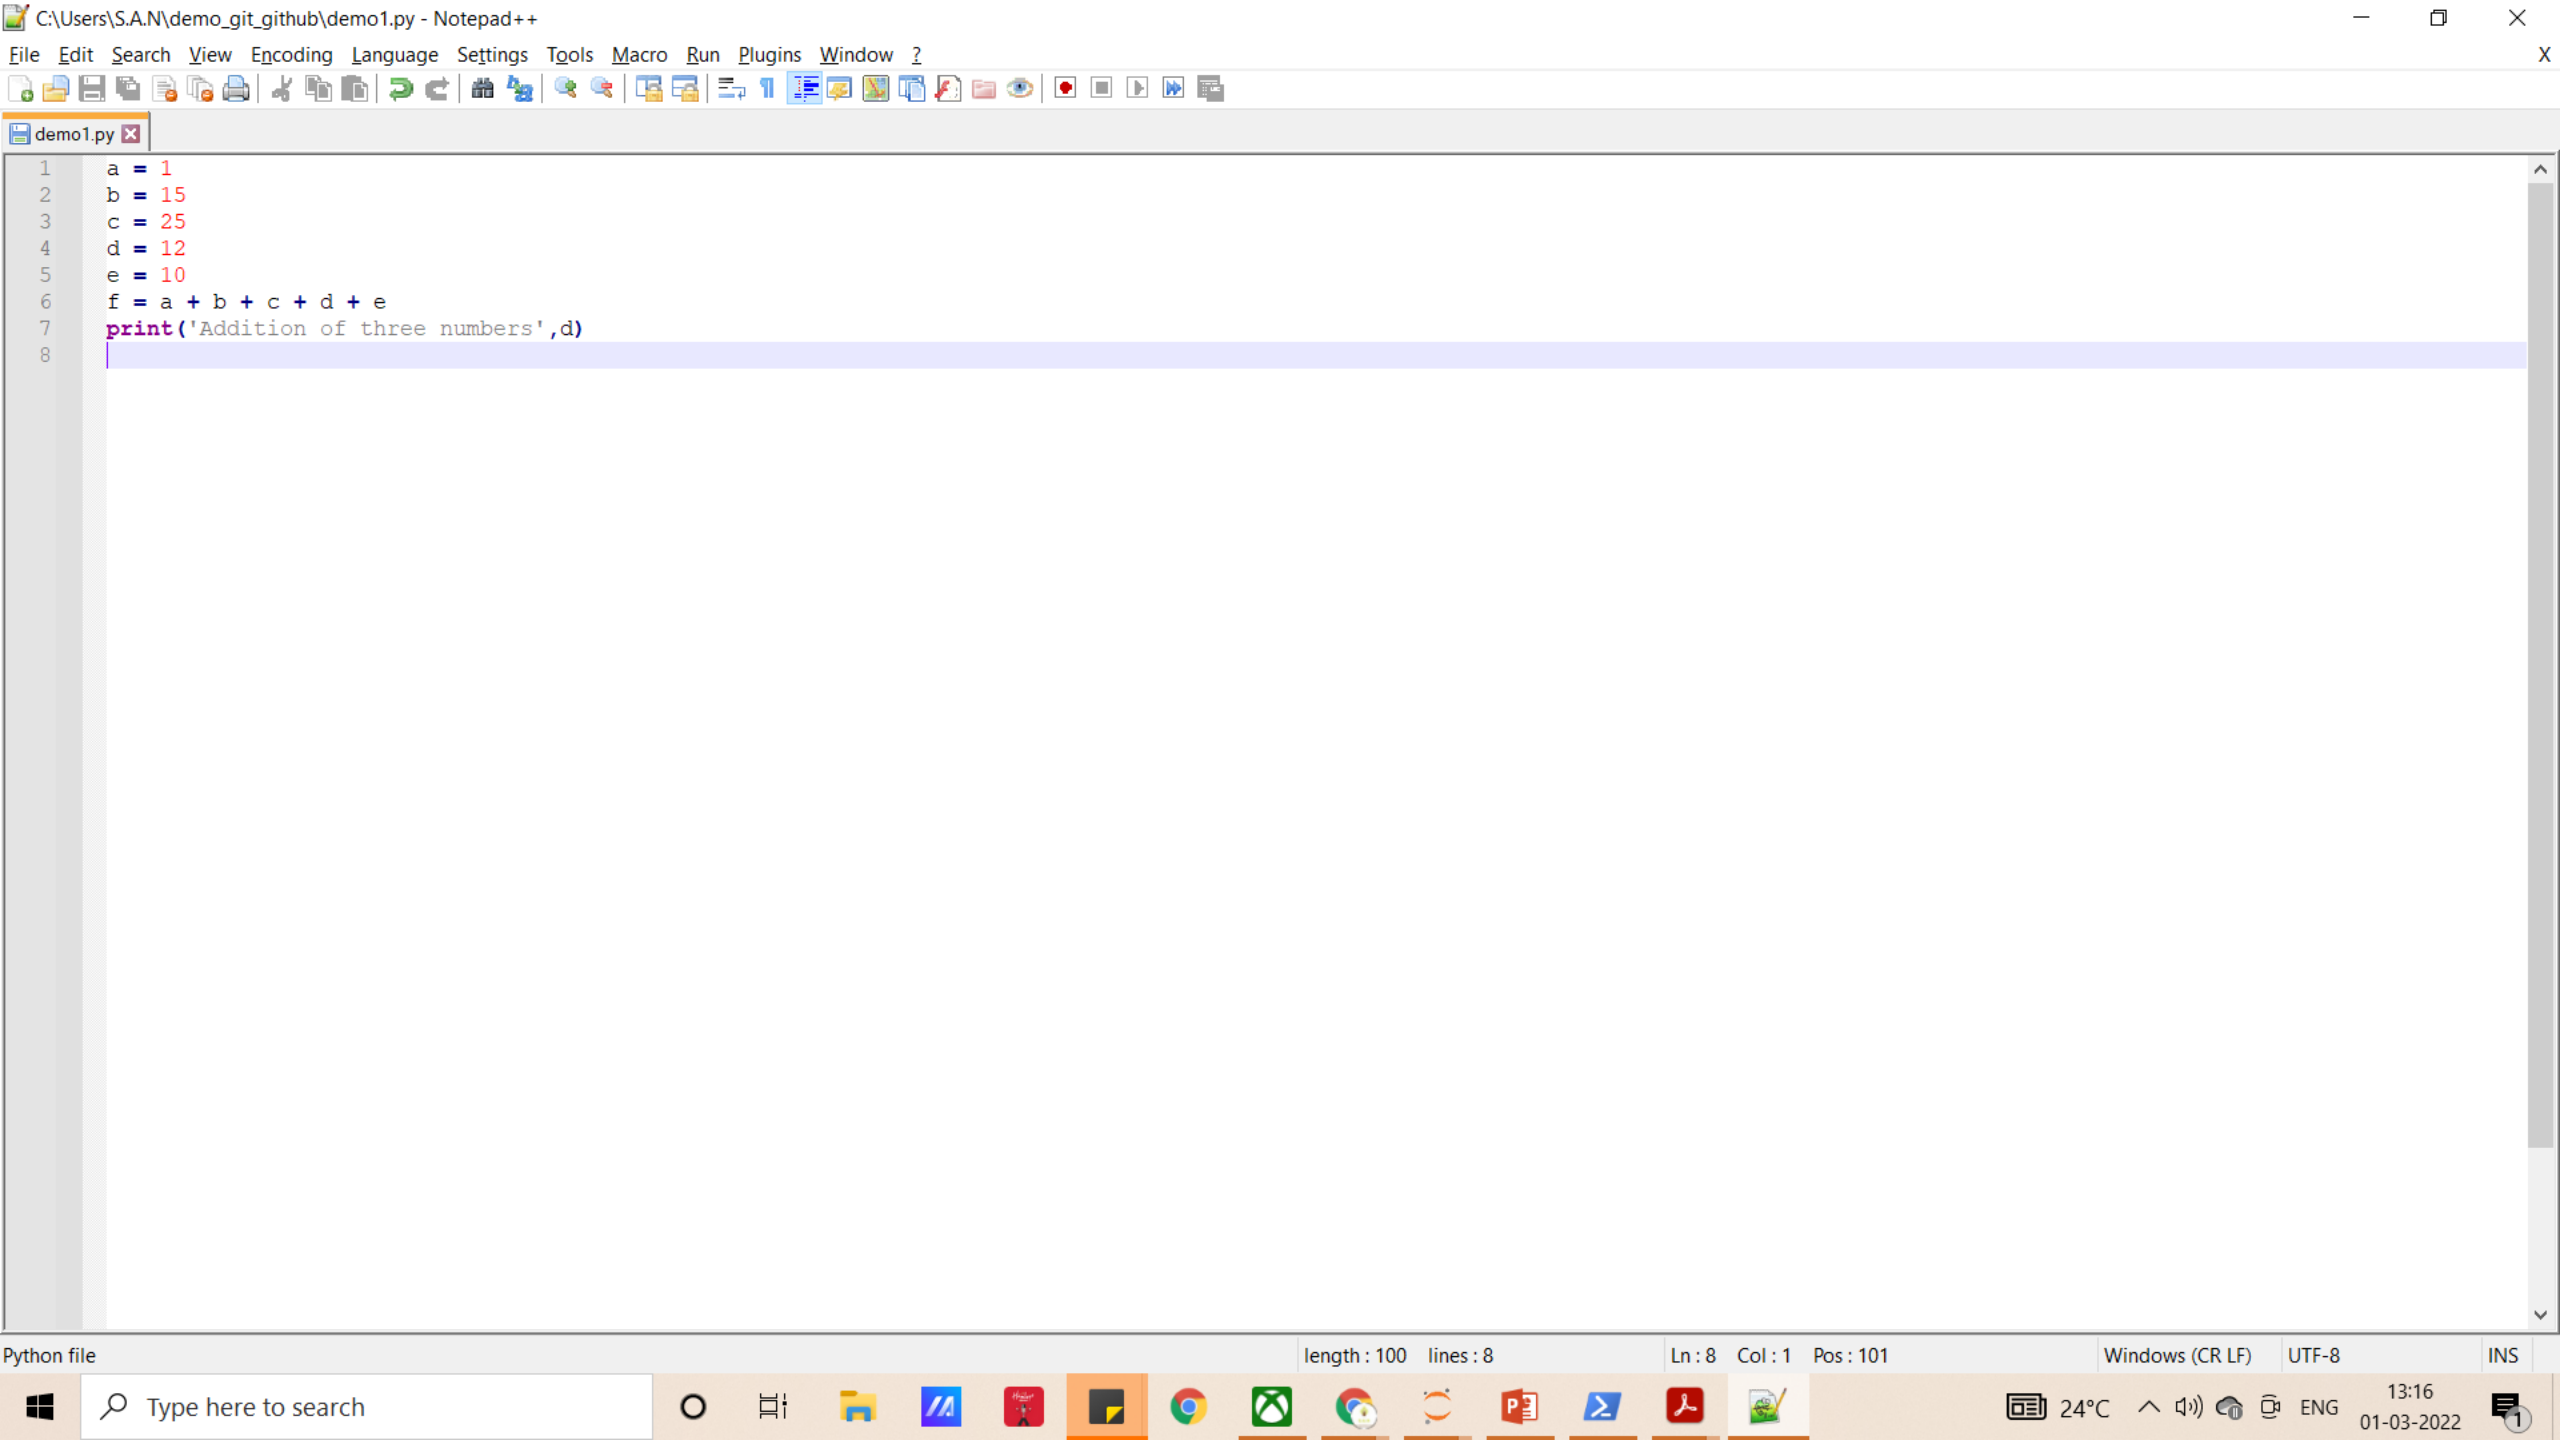 C:\Users\S.A.N\demo_git_github\demo1.py - Notepad++
File Edit Search View Encoding Language Settings Tools Macro Run Plugins Window ? X
demo1.py
1 a = 1
2 b = 15
3 c = 25
4 d = 12
5 e = 10
6 f = a + b + c + d + e
7 print('Addition of three numbers',d)
8
Python file length : 100 lines : 8 Ln : 8 Col : 1 Pos : 101 Windows (CR LF) UTF-8 INS
Type here to search 24°C ENG 13:16
01-03-2022 1